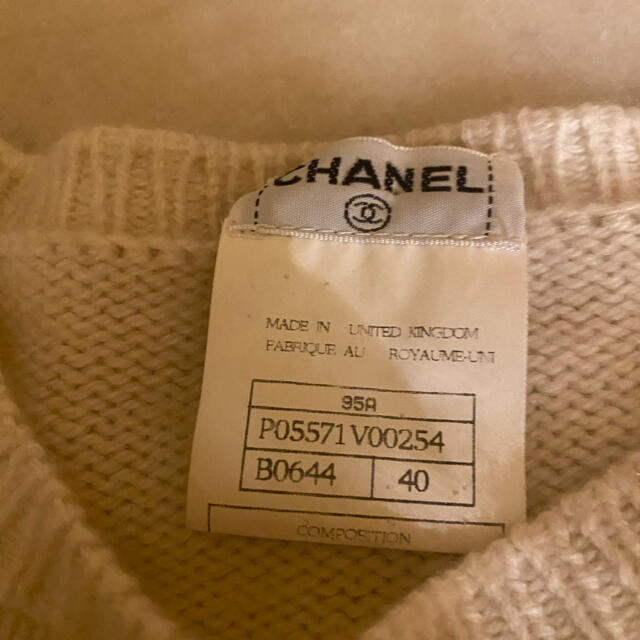 CHANEL
MADE IN UNITED KINGDOM
FABRIQUE AU ROYAUME-UNI
95A
P05571V00254
B0644 40
COMPOSITION